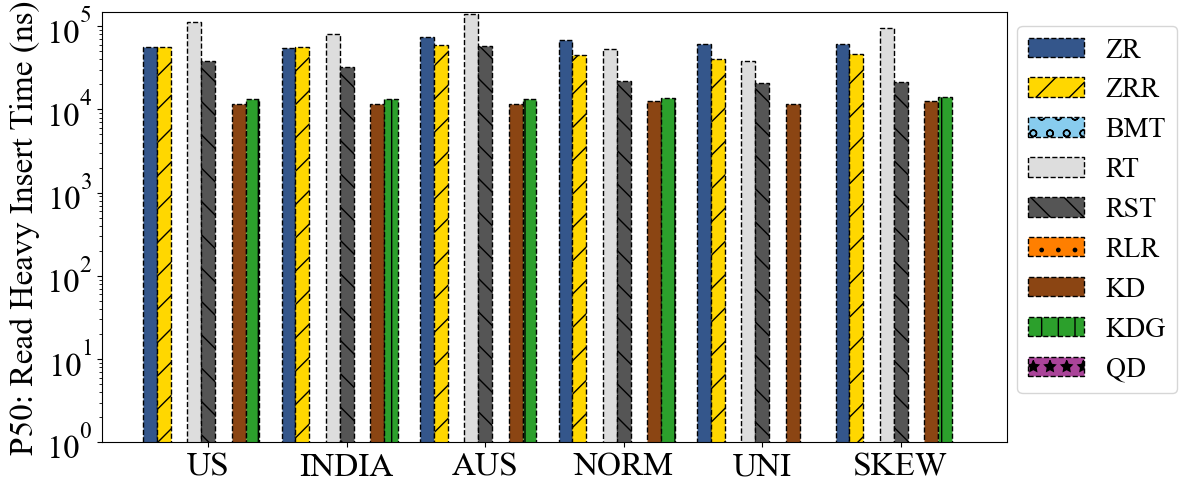 P50: Read Heavy Insert Time (ns)
10^5
10^4
10^3
10^2
10^1
10^0
US INDIA AUS NORM UNI SKEW
ZR
ZRR
BMT
RT
RST
RLR
KD
KDG
QD